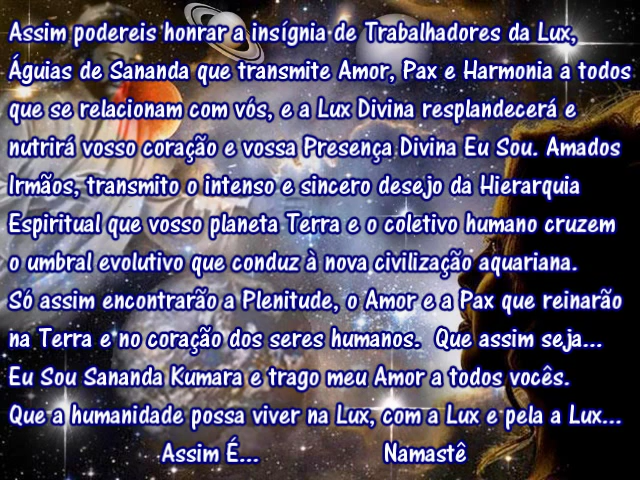 Assim podereis honrar a insígnia de Trabalhadores da Lux,
Águias de Sananda que transmite Amor, Pax e Harmonia a todos
que se relacionam com vós, e a Lux Divina resplandecerá e
nutrirá vosso coração e vossa Presença Divina Eu Sou. Amados
Irmãos, transmito o intenso e sincero desejo da Hierarquia
Espiritual que vosso planeta Terra e o coletivo humano cruzem
o umbral evolutivo que conduz à nova civilização aquariana.
Só assim encontrarão a Plenitude, o Amor e a Pax que reinarão
na Terra e no coração dos seres humanos. Que assim seja...
Eu Sou Sananda Kumara e trago meu Amor a todos vocês.
Que a humanidade possa viver na Lux, com a Lux e pela a Lux...
Assim É... Namastê